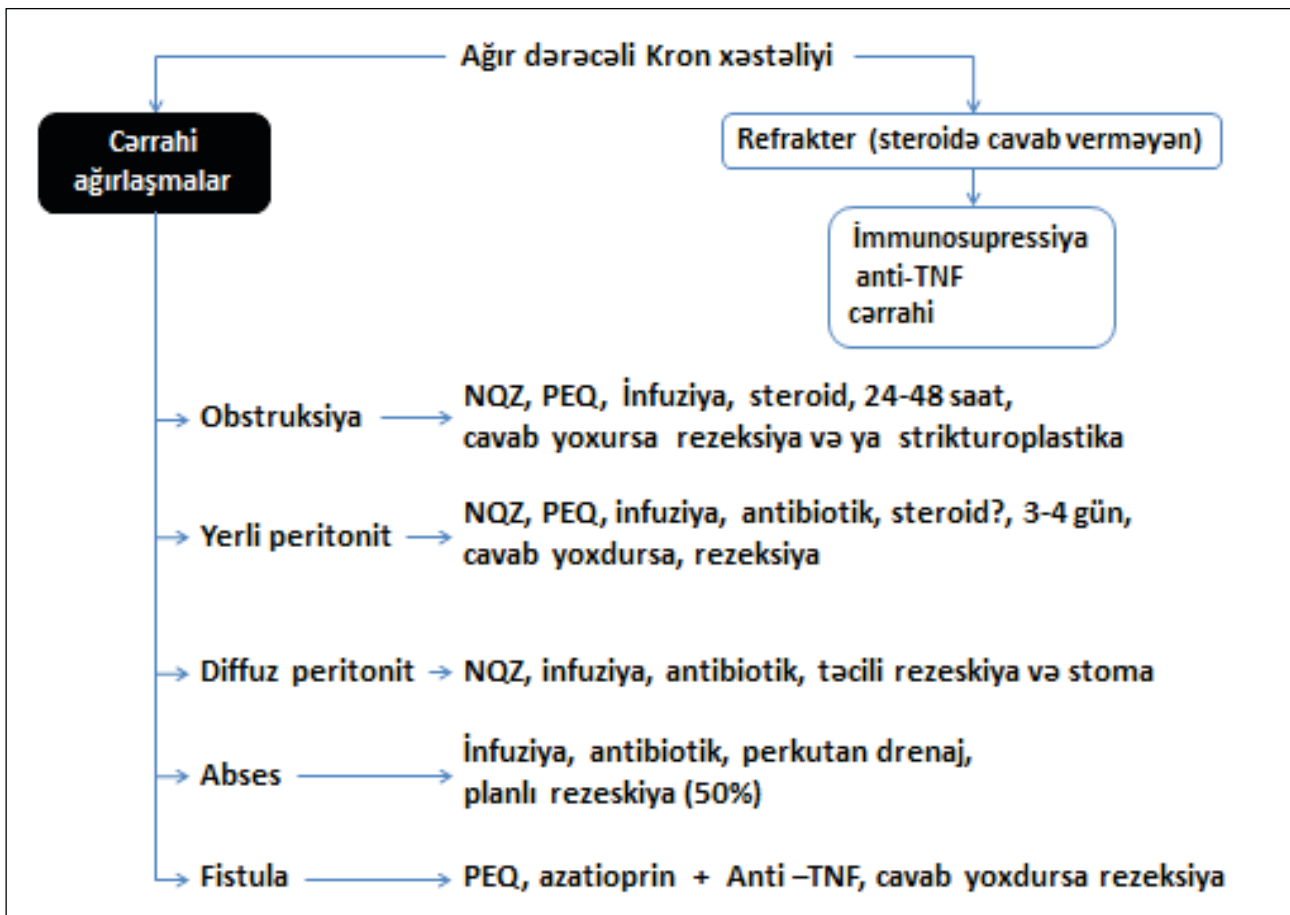 Ağır dərəcəli Kron xəstəliyi
Cərrahi
ağırlaşmalar
Refrakter (steroidə cavab verməyən)
İmmunosupressiya
anti-TNF
cərrahi
Obstruksiya
NQZ, PEQ, İnfuziya, steroid, 24-48 saat,
cavab yoxursa rezeksiya və ya strikturoplastika
Yerli peritonit
NQZ, PEQ, infuziya, antibiotik, steroid?, 3-4 gün,
cavab yoxdursa, rezeksiya
Diffuz peritonit
NQZ, infuziya, antibiotik, təcili rezeskiya və stoma
Abses
İnfuziya, antibiotik, perkutan drenaj,
planlı rezeskiya (50%)
Fistula
PEQ, azatioprin + Anti –TNF, cavab yoxdursa rezeksiya